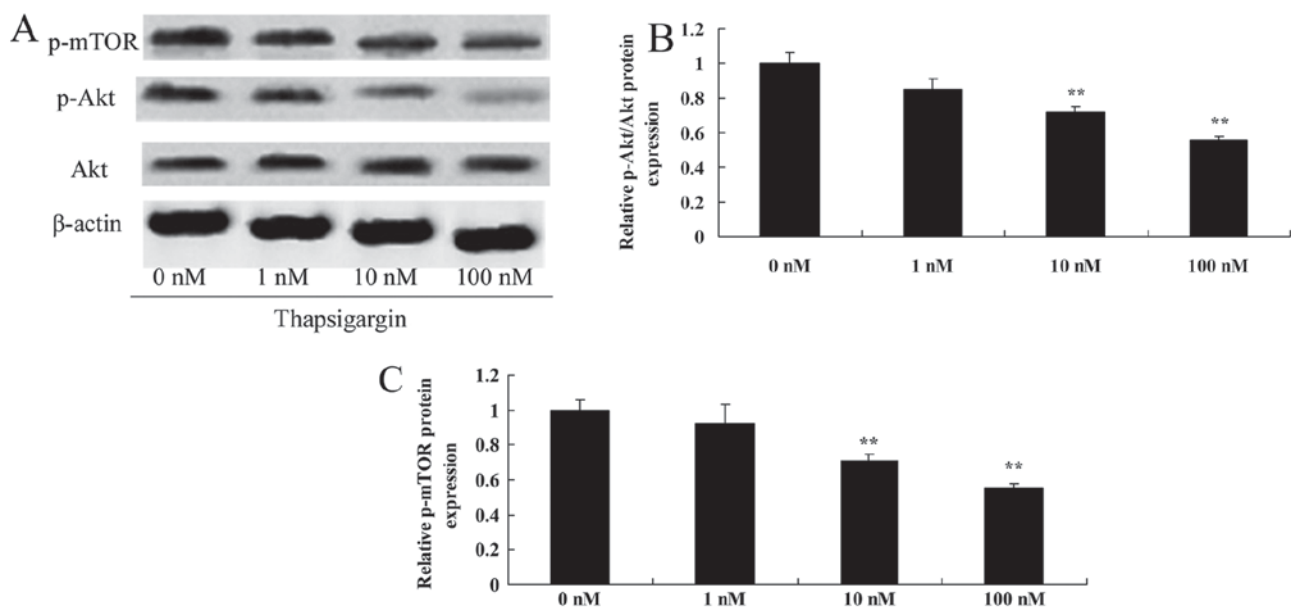 A
p-mTOR
p-Akt
Akt
β-actin
0 nM 1 nM 10 nM 100 nM
Thapsigargin
B
Relative p-Akt/Akt protein
expression
1.2
1
0.8
0.6
0.4
0.2
0
**
**
0 nM 1 nM 10 nM 100 nM
C
Relative p-mTOR protein
expression
1.2
1
0.8
0.6
0.4
0.2
0
**
**
0 nM 1 nM 10 nM 100 nM